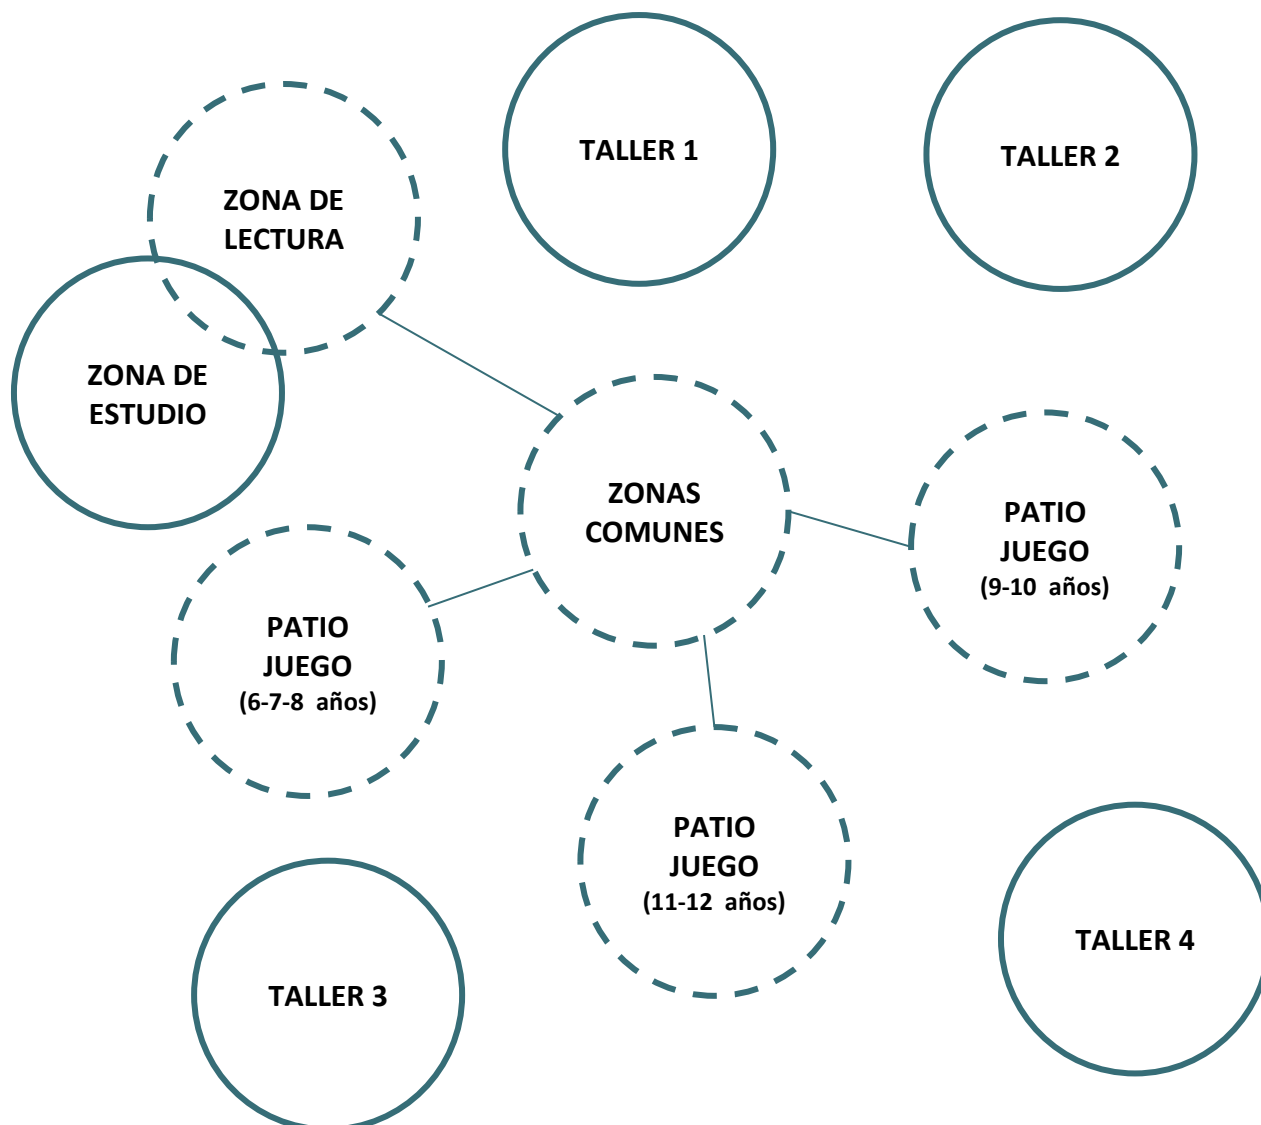 TALLER 1
TALLER 2
ZONA DE
LECTURA
ZONA DE
ESTUDIO
ZONAS
COMUNES
PATIO
JUEGO
(9-10 años)
PATIO
JUEGO
(6-7-8 años)
PATIO
JUEGO
(11-12 años)
TALLER 4
TALLER 3